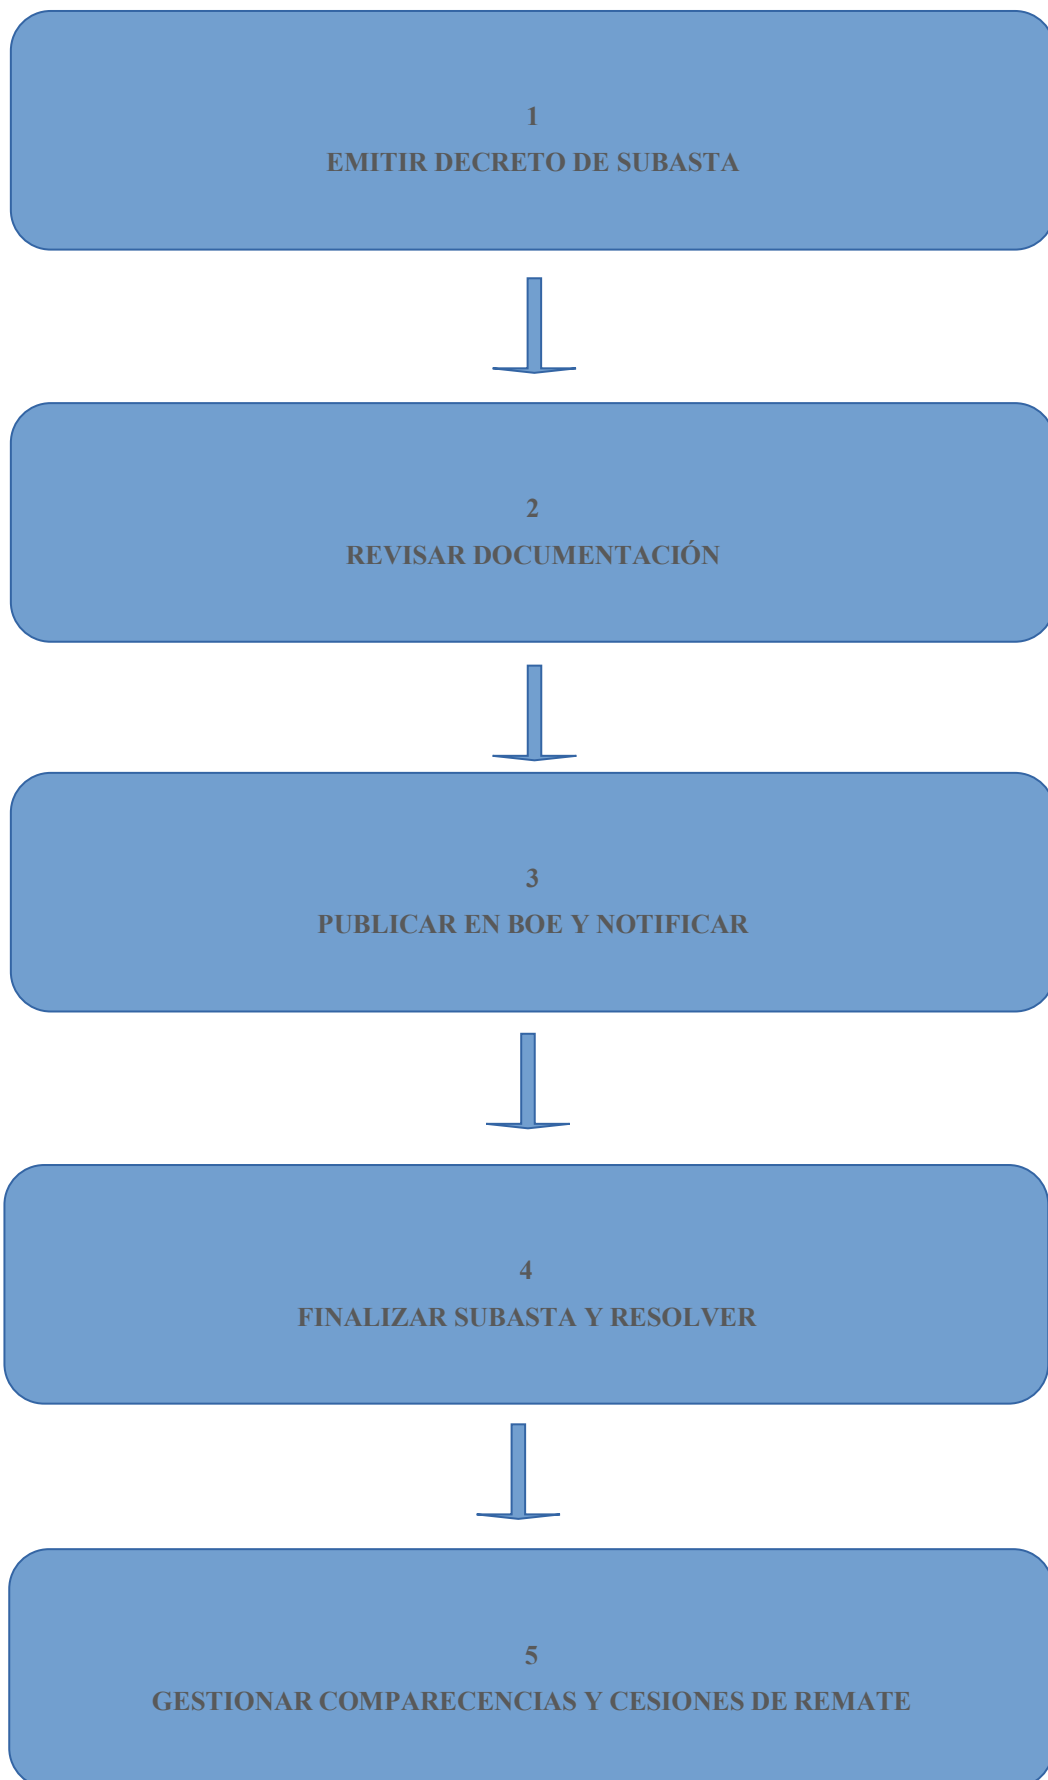 1
EMITIR DECRETO DE SUBASTA
2
REVISAR DOCUMENTACIÓN
3
PUBLICAR EN BOE Y NOTIFICAR
4
FINALIZAR SUBASTA Y RESOLVER
5
GESTIONAR COMPARECENCIAS Y CESIONES DE REMATE